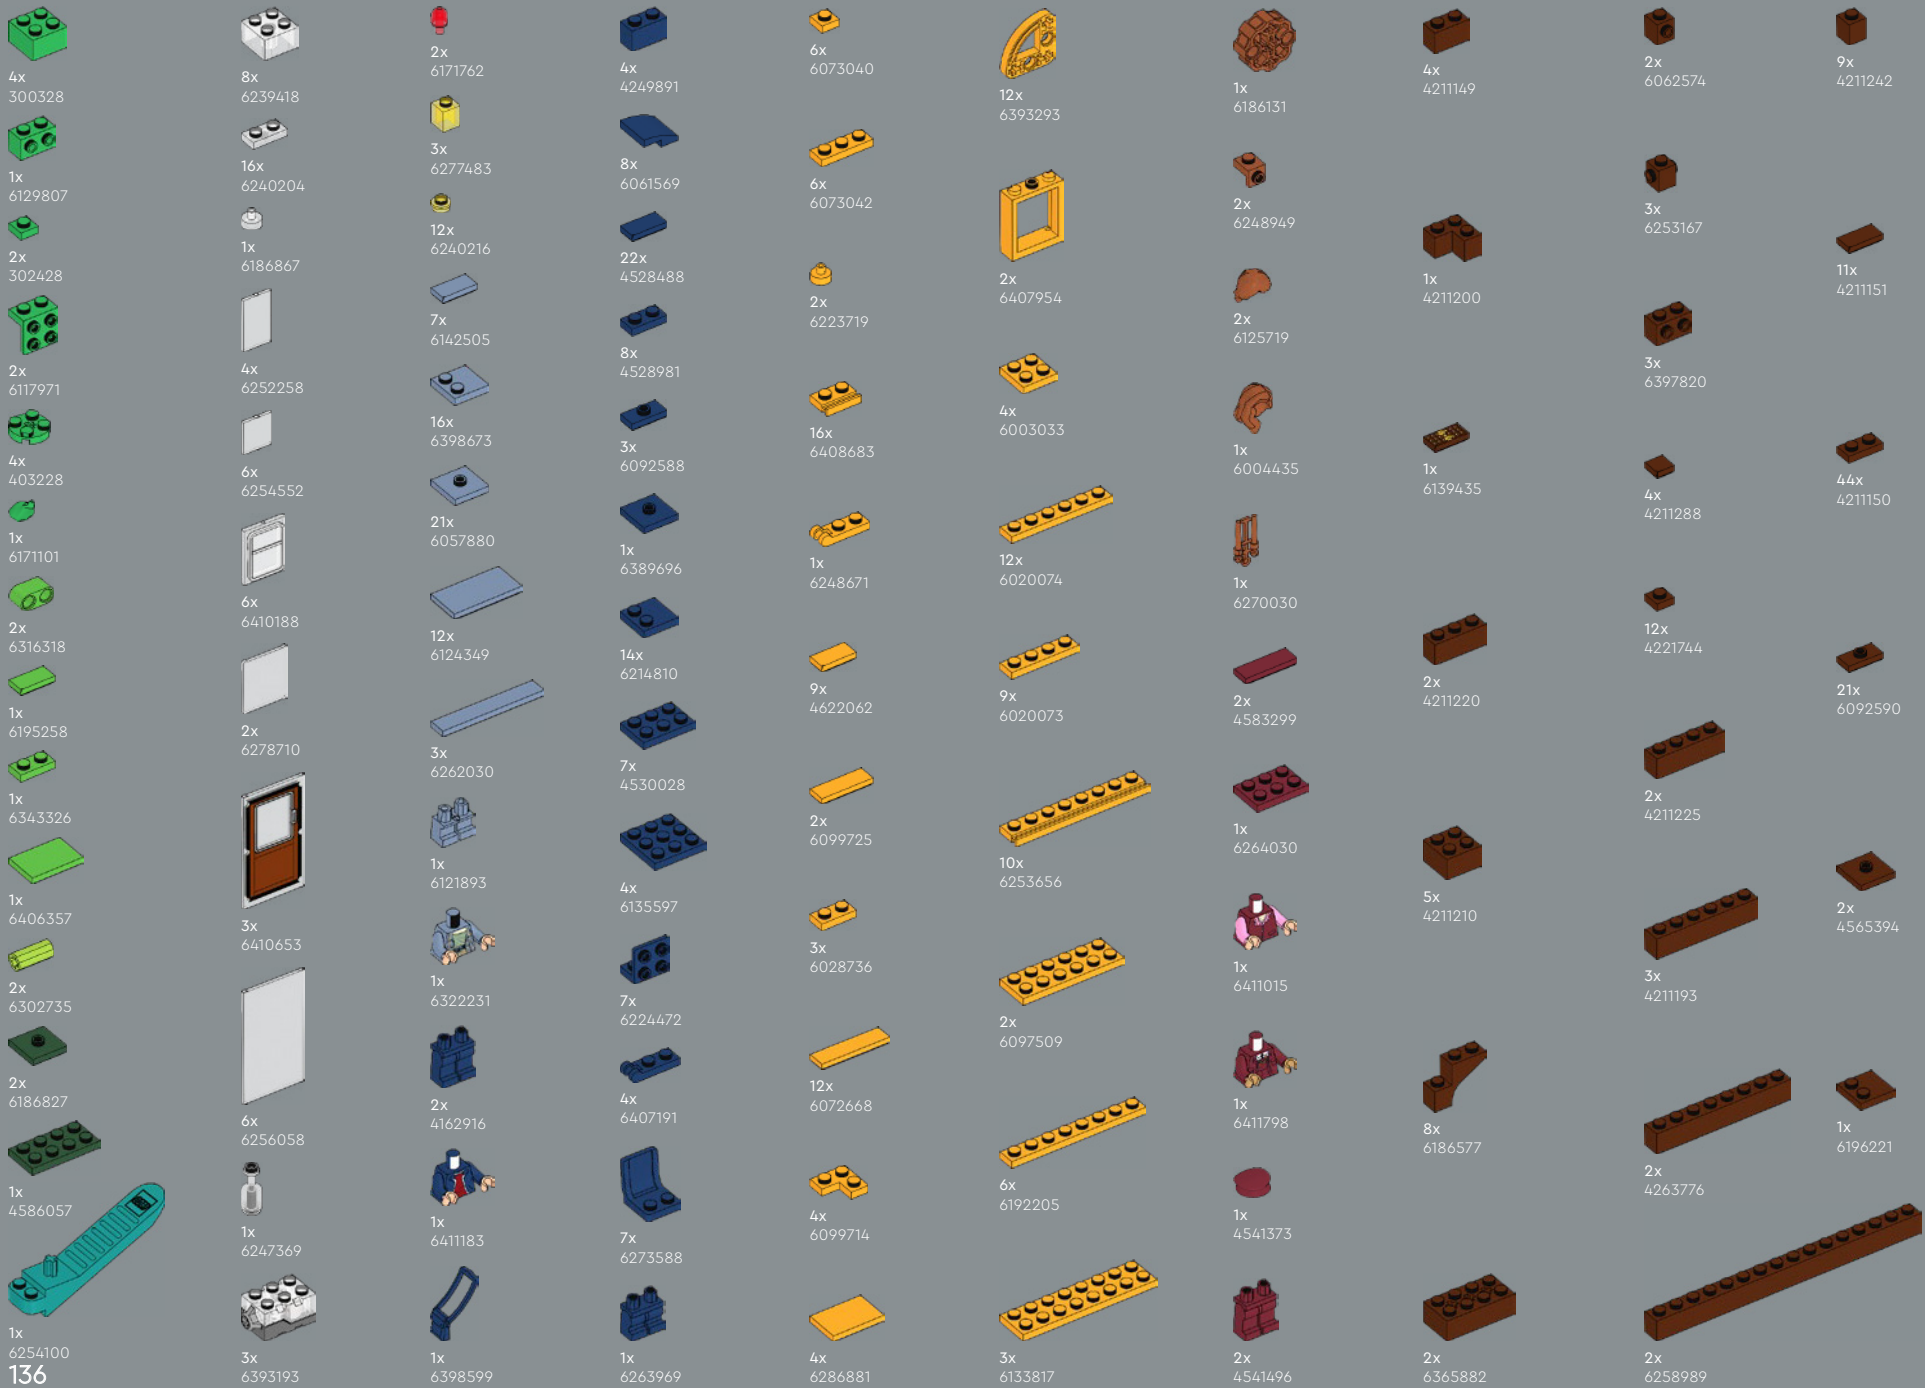 4x
300328
1x
6129807
2x
302428
2x
6117971
4x
403228
1x
6171101
2x
6316318
1x
6195258
1x
6343326
1x
6406357
2x
6302735
2x
6186827
1x
4586057
1x
6254100
136
8x
6239418
16x
6240204
1x
6186867
4x
6252258
6x
6254552
6x
6410188
2x
6278710
3x
6410653
6x
6256058
1x
6247369
3x
6393193
2x
6171762
3x
6277483
12x
6240216
7x
6142505
16x
6398673
21x
6057880
12x
6124349
3x
6262030
1x
6121893
1x
6322231
2x
4162916
1x
6411183
1x
6398599
4x
4249891
8x
6061569
22x
4528488
8x
4528981
3x
6092588
1x
6389696
14x
6214810
7x
4530028
4x
6135597
7x
6224472
4x
6407191
7x
6273588
1x
6263969
6x
6073040
6x
6073042
2x
6223719
16x
6408683
1x
6248671
9x
4622062
2x
6099725
3x
6028736
12x
6072668
4x
6099714
4x
6286881
12x
6393293
2x
6407954
4x
6003033
12x
6020074
9x
6020073
10x
6253656
2x
6097509
6x
6192205
3x
6133817
1x
6186131
2x
6248949
2x
6125719
1x
6004435
1x
6270030
2x
4583299
1x
6264030
1x
6411015
1x
6411798
1x
4541373
2x
4541496
4x
4211149
1x
4211200
1x
6139435
2x
4211220
5x
4211210
8x
6186577
2x
6365882
2x
6062574
3x
6253167
3x
6397820
4x
4211288
12x
4221744
2x
4211225
3x
4211193
2x
4263776
2x
6258989
9x
4211242
11x
4211151
44x
4211150
21x
6092590
2x
4565394
1x
6196221